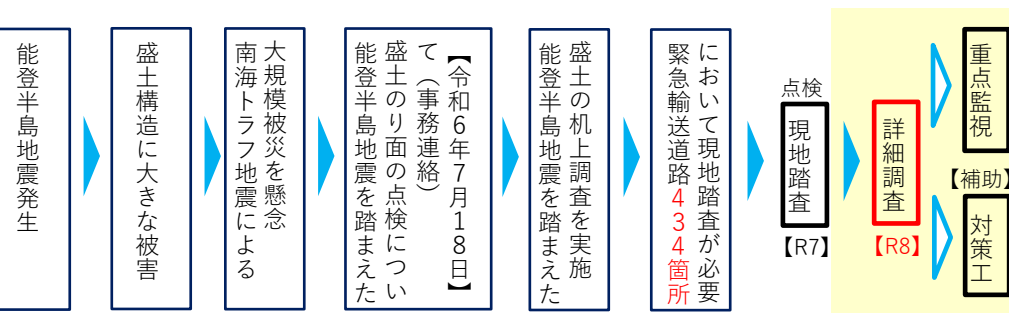 能登半島地震発生
盛土構造に大きな被害
南海トラフ地震による
大規模被災を懸念
能登半島地震を踏まえた
盛土のり面の点検につい
て（事務連絡）
【令和６年７月１８日】
能登半島地震を踏まえた
盛土の机上調査を実施
緊急輸送道路４３４箇所
において現地踏査が必要
点検
現地踏査
【R7】
詳細調査
【R8】
重点監視
【補助】
対策工